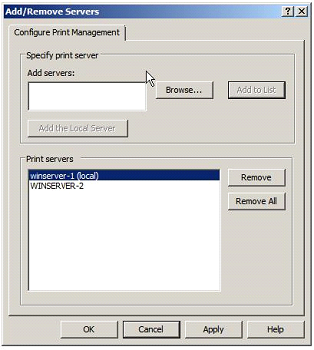 Add/Remove Servers
Configure Print Management
Specify print server
Add servers:
Browse...
Add to List
Add the Local Server
Print servers
winserver-1 (local)
WINSERVER-2
Remove
Remove All
OK
Cancel
Apply
Help